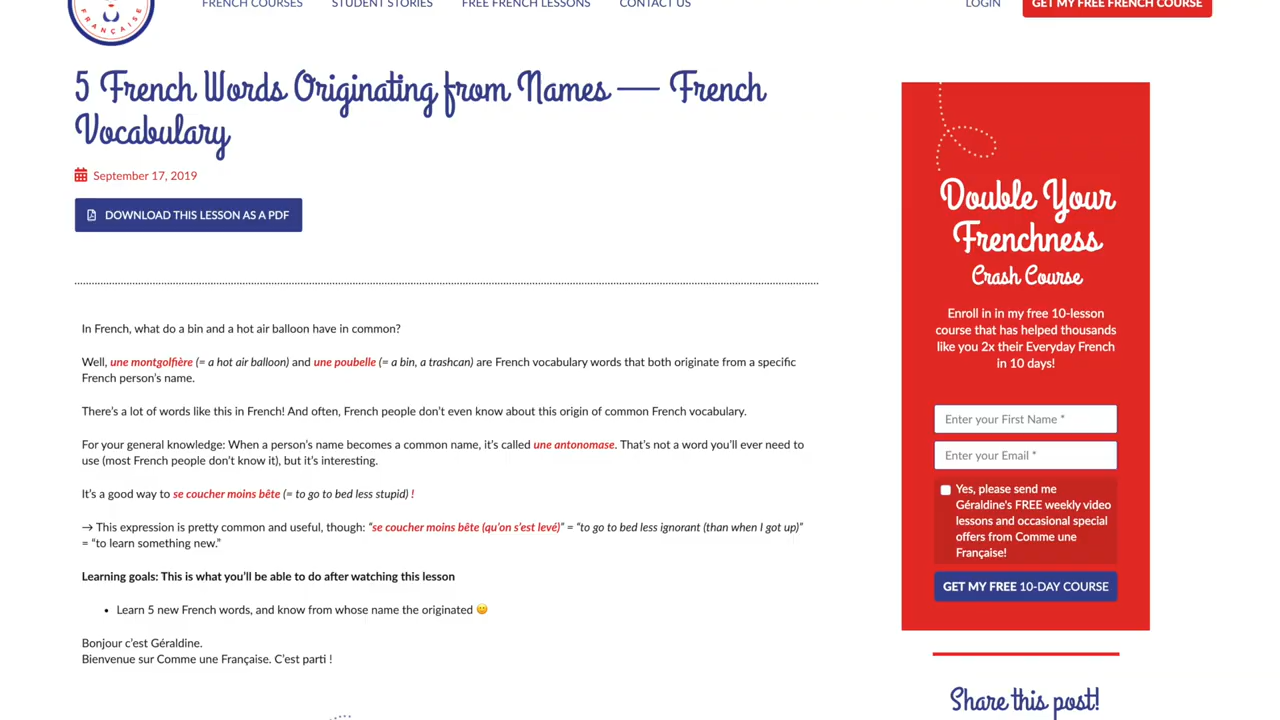 FRANÇAISE
FRENCH COURSES
STUDENT STORIES
FREE FRENCH LESSONS
CONTACT US
LOGIN
GET MY FREE FRENCH COURSE
5 French Words Originating from Names — French
Vocabulary
September 17, 2019
DOWNLOAD THIS LESSON AS A PDF
In French, what do a bin and a hot air balloon have in common?
Well, une montgolfière (= a hot air balloon) and une poubelle (= a bin, a trashcan) are French vocabulary words that both originate from a specific
French person’s name.
There’s a lot of words like this in French! And often, French people don’t even know about this origin of common French vocabulary.
For your general knowledge: When a person’s name becomes a common name, it’s called une antonomase. That’s not a word you’ll ever need to
use (most French people don’t know it), but it’s interesting.
It’s a good way to se coucher moins bête (= to go to bed less stupid) !
→ This expression is pretty common and useful, though: “se coucher moins bête (qu’on s’est levé)” = “to go to bed less ignorant (than when I got up)”
= “to learn something new.”
Learning goals: This is what you’ll be able to do after watching this lesson
• Learn 5 new French words, and know from whose name the originated 😀
Bonjour c’est Géraldine.
Bienvenue sur Comme une Française. C’est parti !
Double Your
Frenchness
Crash Course
Enroll in in my free 10-lesson
course that has helped thousands
like you 2x their Everyday French
in 10 days!
Enter your First Name *
Enter your Email *
Yes, please send me
Géraldine's FREE weekly video
lessons and occasional special
offers from Comme une
Française!
GET MY FREE 10-DAY COURSE
Share this post!